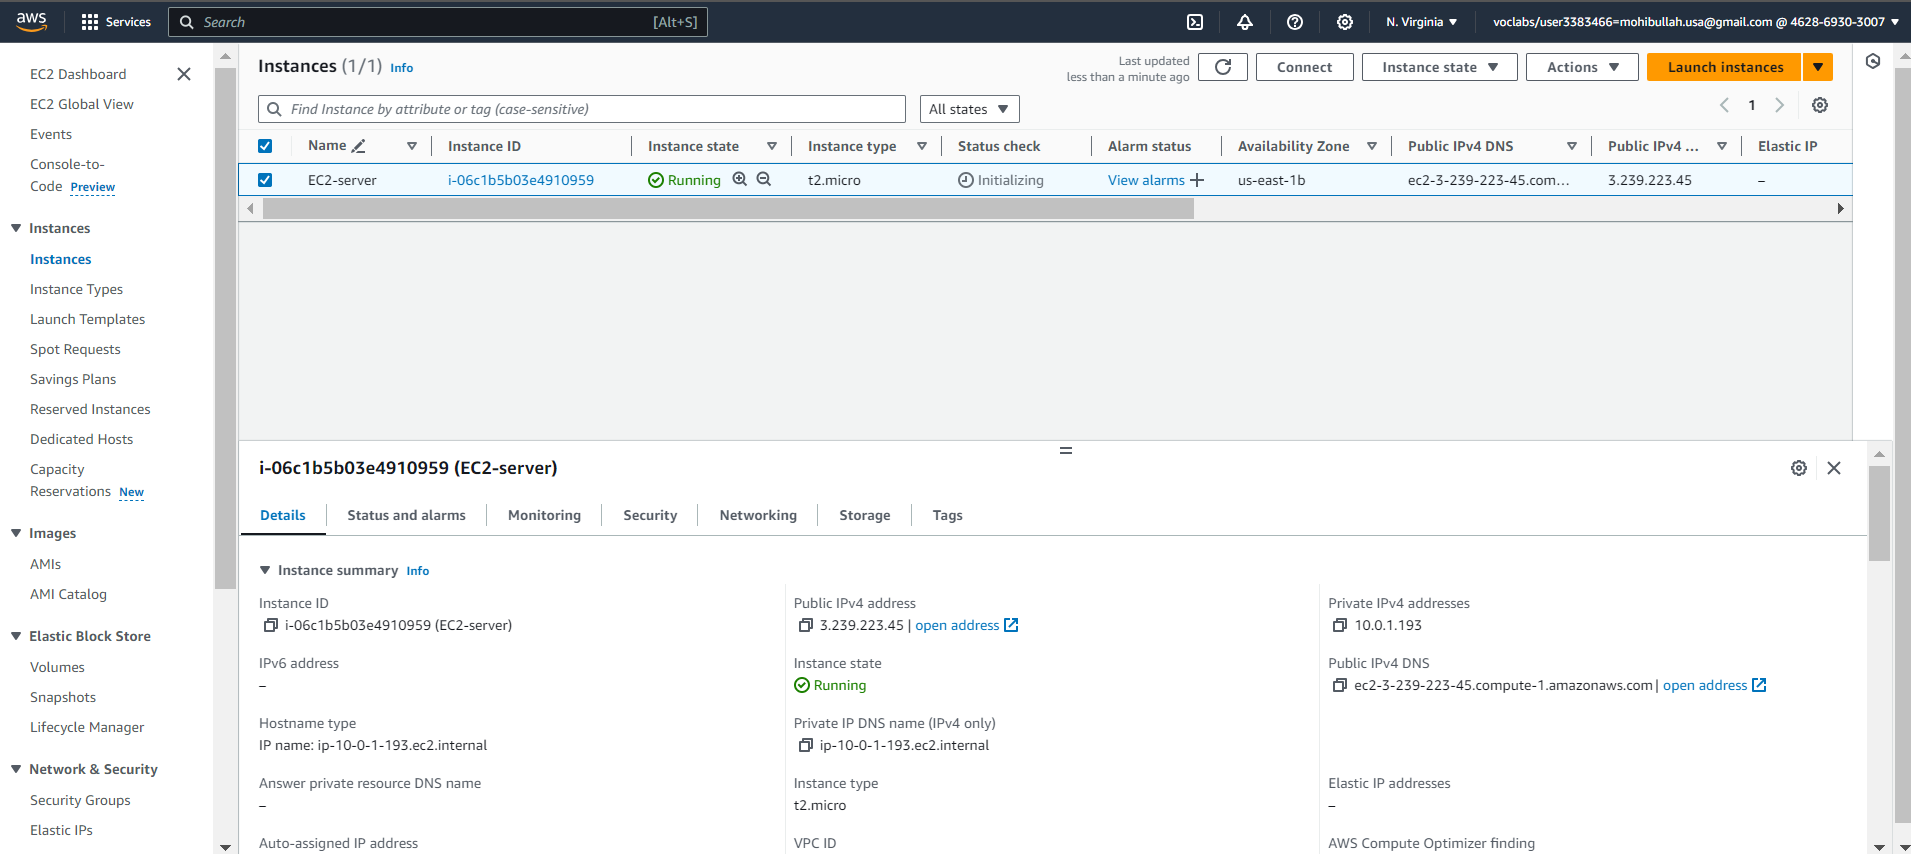 aws Services Search [Alt+S] N. Virginia voclabs/user3383466=mohibullah.usa@gmail.com @ 4628-6930-3007
EC2 Dashboard
EC2 Global View
Events
Console-to-
Code Preview
Instances
Instances
Instance Types
Launch Templates
Spot Requests
Savings Plans
Reserved Instances
Dedicated Hosts
Capacity
Reservations New
Images
AMIs
AMI Catalog
Elastic Block Store
Volumes
Snapshots
Lifecycle Manager
Network & Security
Security Groups
Elastic IPs
Instances (1/1) Info
Last updated
less than a minute ago
Connect Instance state Actions Launch instances
Find Instance by attribute or tag (case-sensitive) All states 1
Name Instance ID Instance state Instance type Status check Alarm status Availability Zone Public IPv4 DNS Public IPv4 ... Elastic IP
EC2-server i-06c1b5b03e4910959 Running t2.micro Initializing View alarms us-east-1b ec2-3-239-223-45.com... 3.239.223.45 –
i-06c1b5b03e4910959 (EC2-server)
Details Status and alarms Monitoring Security Networking Storage Tags
Instance summary Info
Instance ID
i-06c1b5b03e4910959 (EC2-server)
Public IPv4 address
3.239.223.45 | open address
Private IPv4 addresses
10.0.1.193
IPv6 address
–
Instance state
Running
Public IPv4 DNS
ec2-3-239-223-45.compute-1.amazonaws.com | open address
Hostname type
IP name: ip-10-0-1-193.ec2.internal
Private IP DNS name (IPv4 only)
ip-10-0-1-193.ec2.internal
Answer private resource DNS name
–
Instance type
t2.micro
Elastic IP addresses
–
Auto-assigned IP address
VPC ID
AWS Compute Optimizer finding